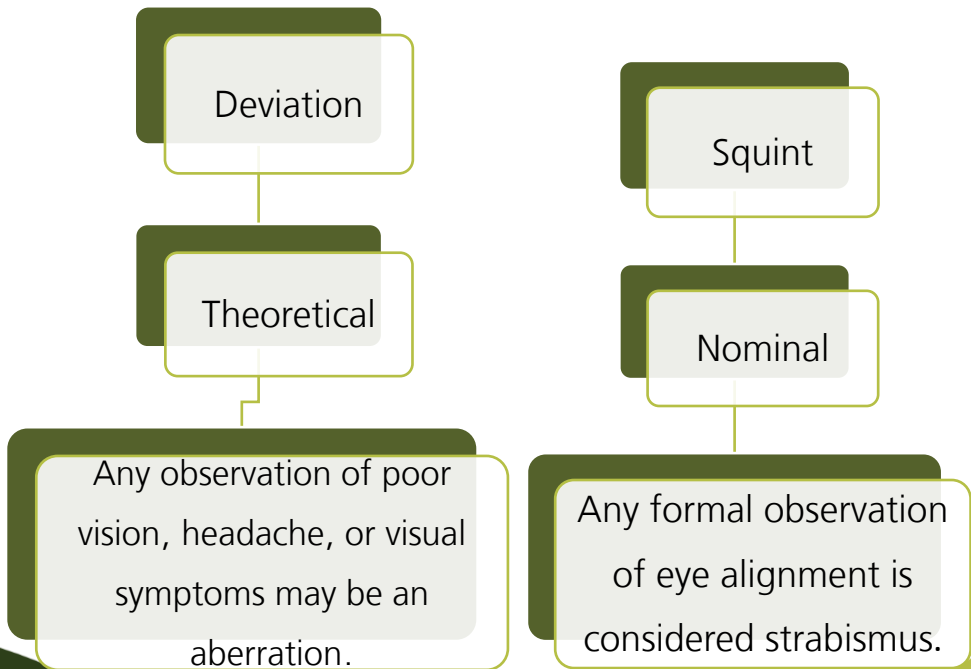 Deviation
Theoretical
Any observation of poor
vision, headache, or visual
symptoms may be an
aberration.
Squint
Nominal
Any formal observation
of eye alignment is
considered strabismus.